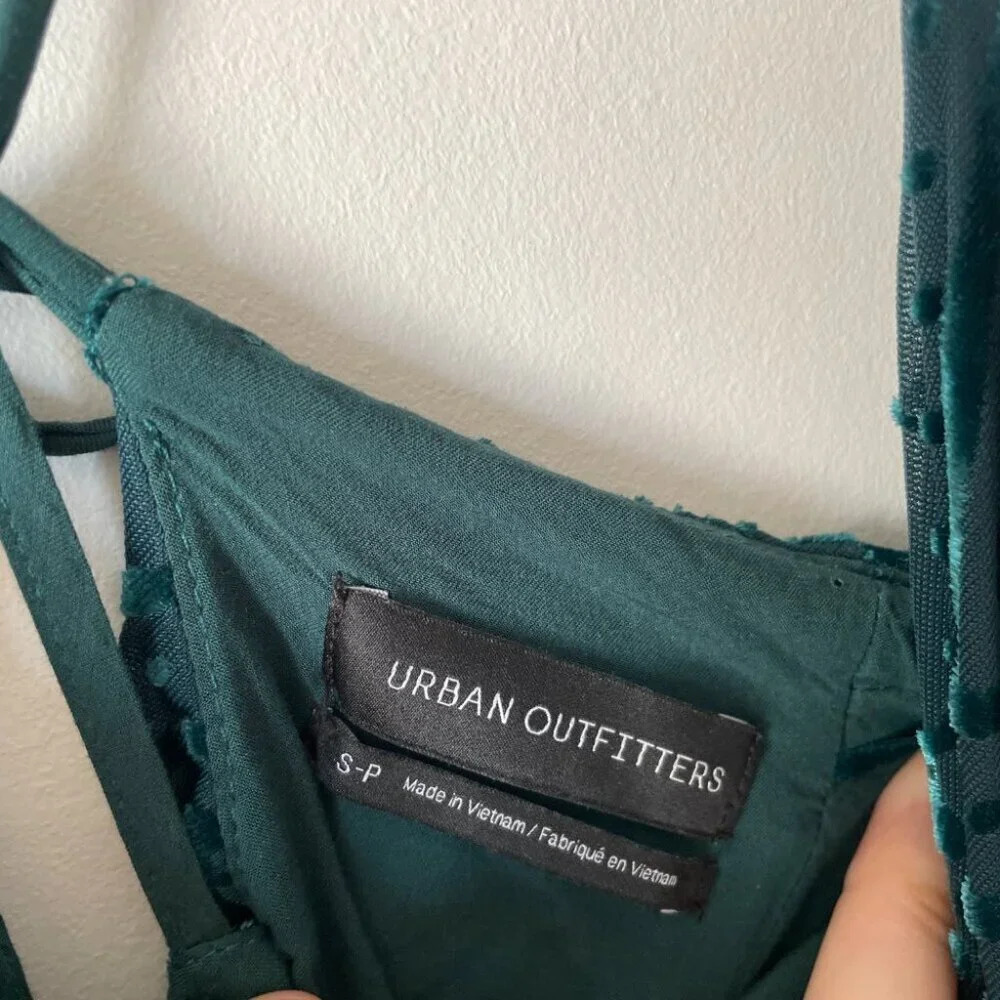 URBAN OUTFITTERS
S-P Made in Vietnam / Fabriqué en Vietnam